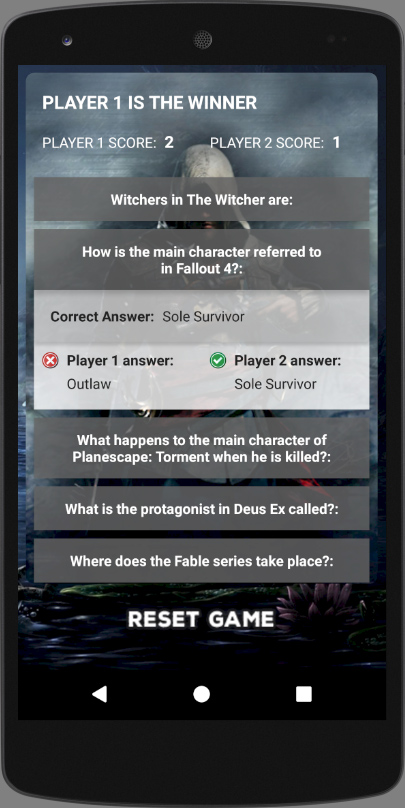 PLAYER 1 IS THE WINNER
PLAYER 1 SCORE: 2 PLAYER 2 SCORE: 1
Witchers in The Witcher are:
How is the main character referred to
in Fallout 4?:
Correct Answer: Sole Survivor
Player 1 answer: Player 2 answer:
Outlaw Sole Survivor
What happens to the main character of
Planescape: Torment when he is killed?:
What is the protagonist in Deus Ex called?:
Where does the Fable series take place?:
RESET GAME